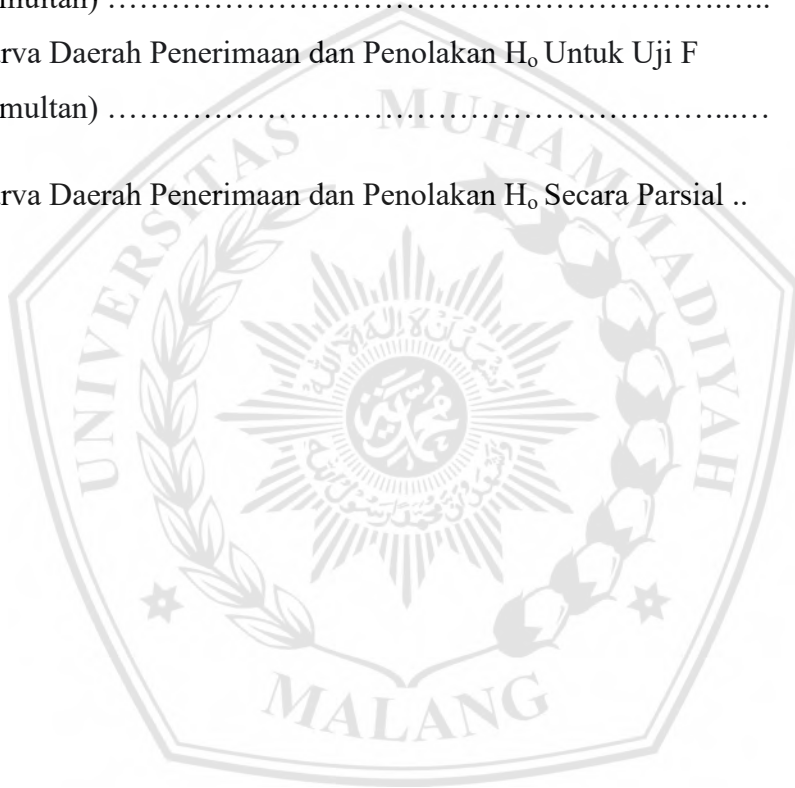 multan) ……………………………………………………….…..
rva Daerah Penerimaan dan Penolakan Hₒ Untuk Uji F
multan) ……………………………………………………...…
rva Daerah Penerimaan dan Penolakan Hₒ Secara Parsial ..
UNIVERSITAS MUHAMMADIYAH
MALANG